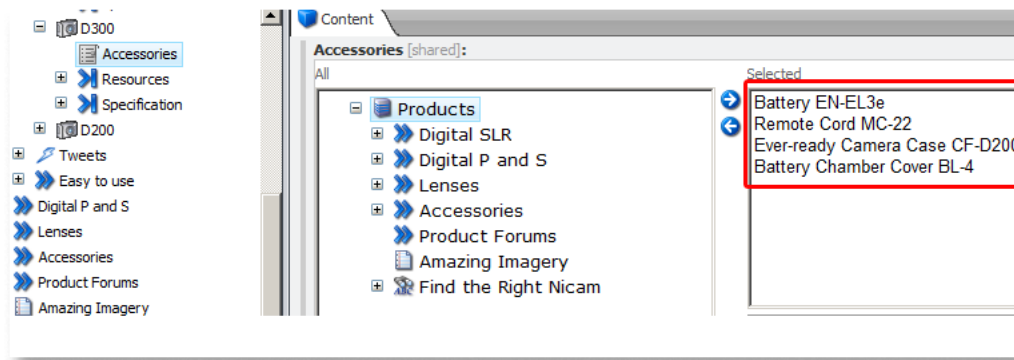 D300
Accessories
Resources
Specification
D200
Tweets
Easy to use
Digital P and S
Lenses
Accessories
Product Forums
Amazing Imagery
Content
Accessories [shared]:
All
Products
Digital SLR
Digital P and S
Lenses
Accessories
Product Forums
Amazing Imagery
Find the Right Nicam
Selected
Battery EN-EL3e
Remote Cord MC-22
Ever-ready Camera Case CF-D200
Battery Chamber Cover BL-4